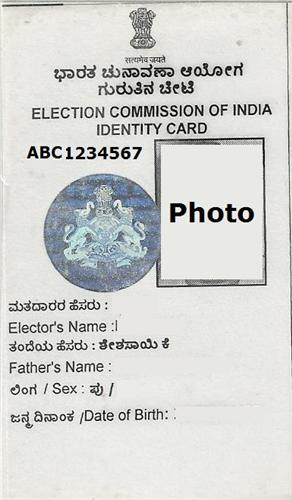 सत्यमेव जयते
ಭಾರತ ಚುನಾವಣಾ ಆಯೋಗ
ಗುರುತಿನ ಚೀಟಿ
ELECTION COMMISSION OF INDIA
IDENTITY CARD
ABC1234567
Photo
ಮತದಾರರ ಹೆಸರು :
Elector's Name :
ತಂದೆಯ ಹೆಸರು : ಶೇಶಸಾಯಿ ಕೆ
Father's Name :
ಲಿಂಗ / Sex : ಪು /
ಜನ್ಮ ದಿನಾಂಕ /Date of Birth: